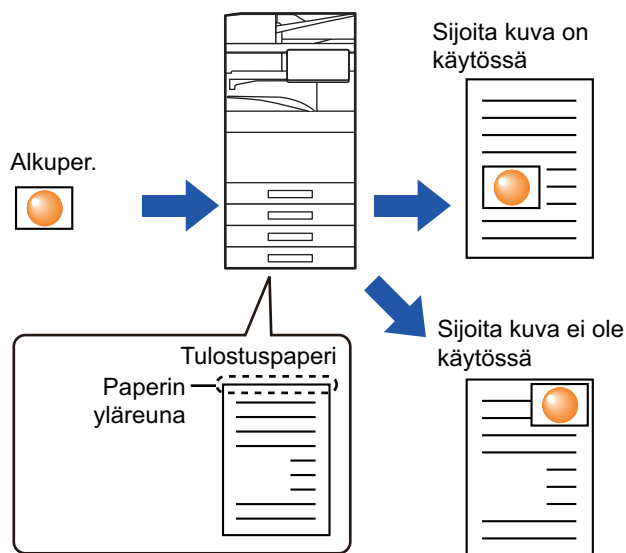 Sijoita kuva on
käytössä
Alkuper.
Sijoita kuva ei ole
käytössä
Tulostuspaperi
Paperin
yläreuna